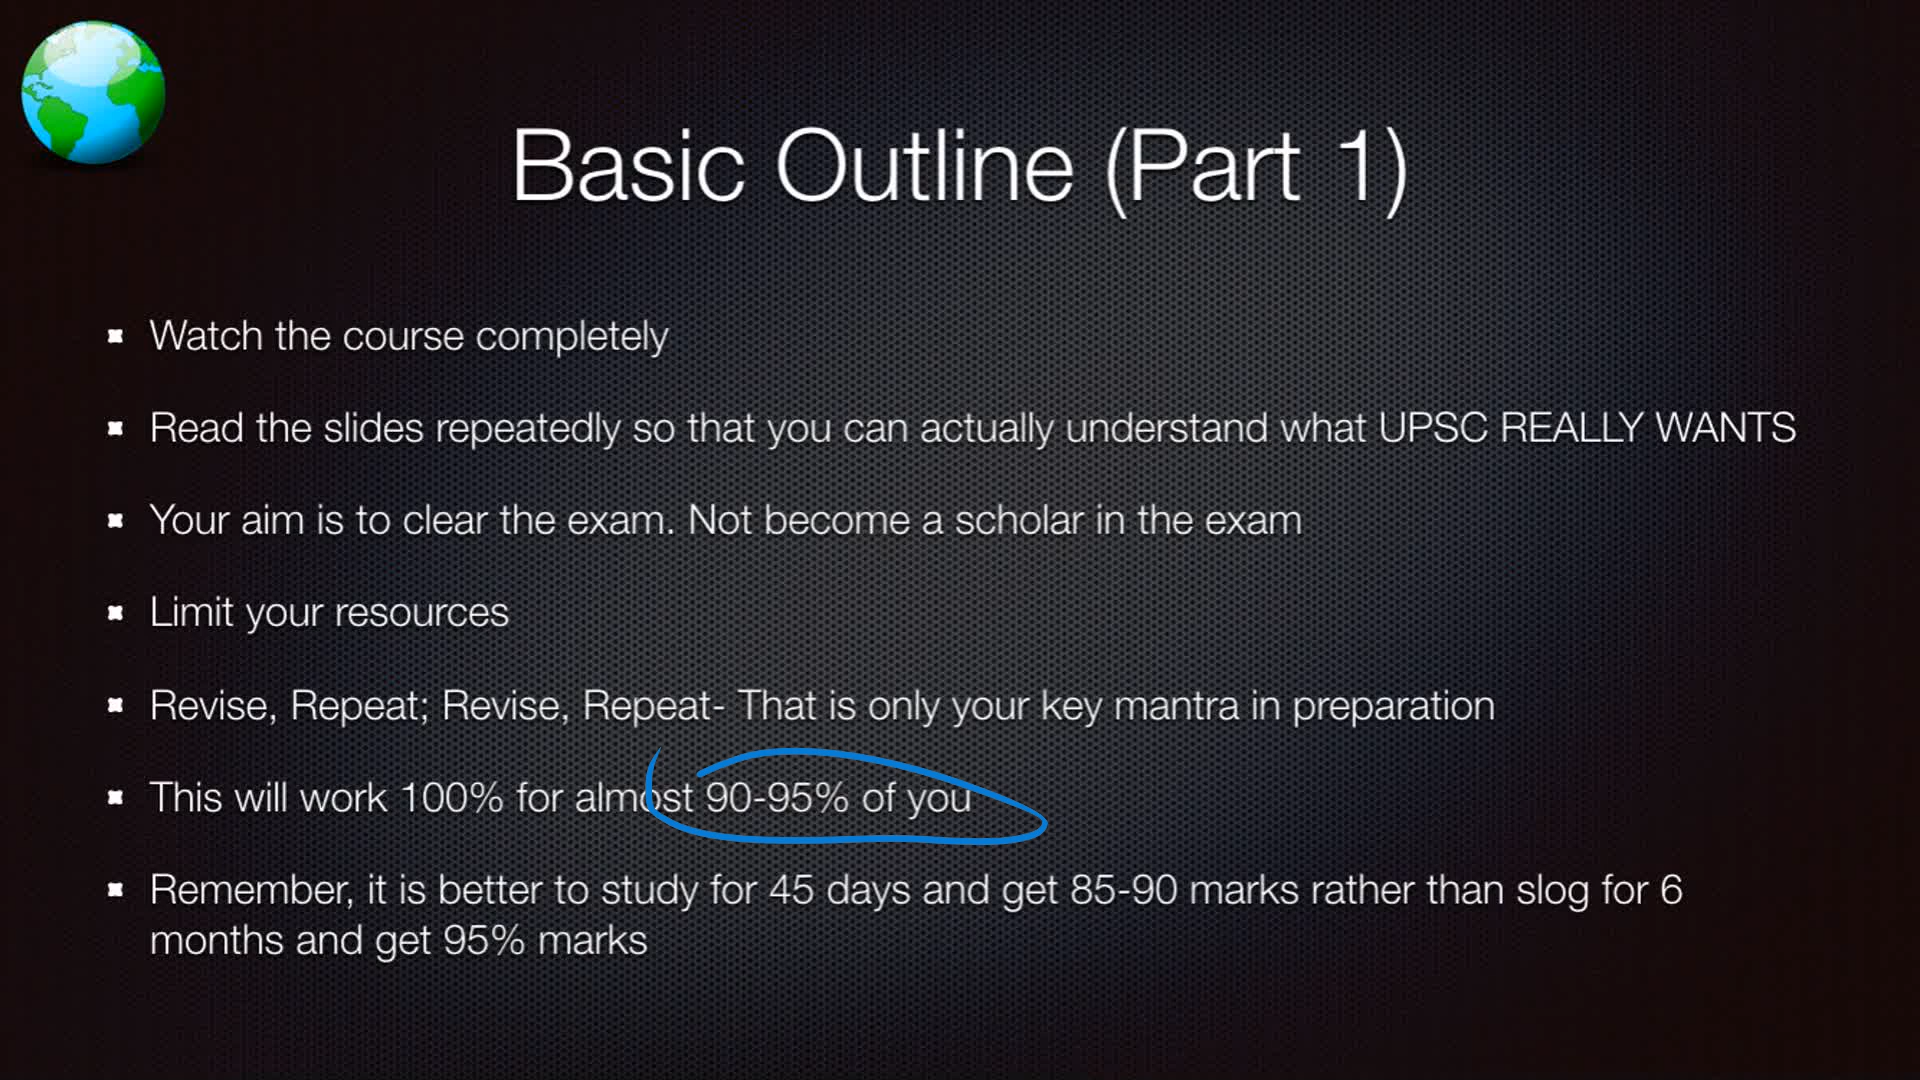 Basic Outline (Part 1)
Watch the course completely
Read the slides repeatedly so that you can actually understand what UPSC REALLY WANTS
Your aim is to clear the exam. Not become a scholar in the exam
Limit your resources
Revise, Repeat; Revise, Repeat- That is only your key mantra in preparation
This will work 100% for almost 90-95% of you
Remember, it is better to study for 45 days and get 85-90 marks rather than slog for 6
months and get 95% marks